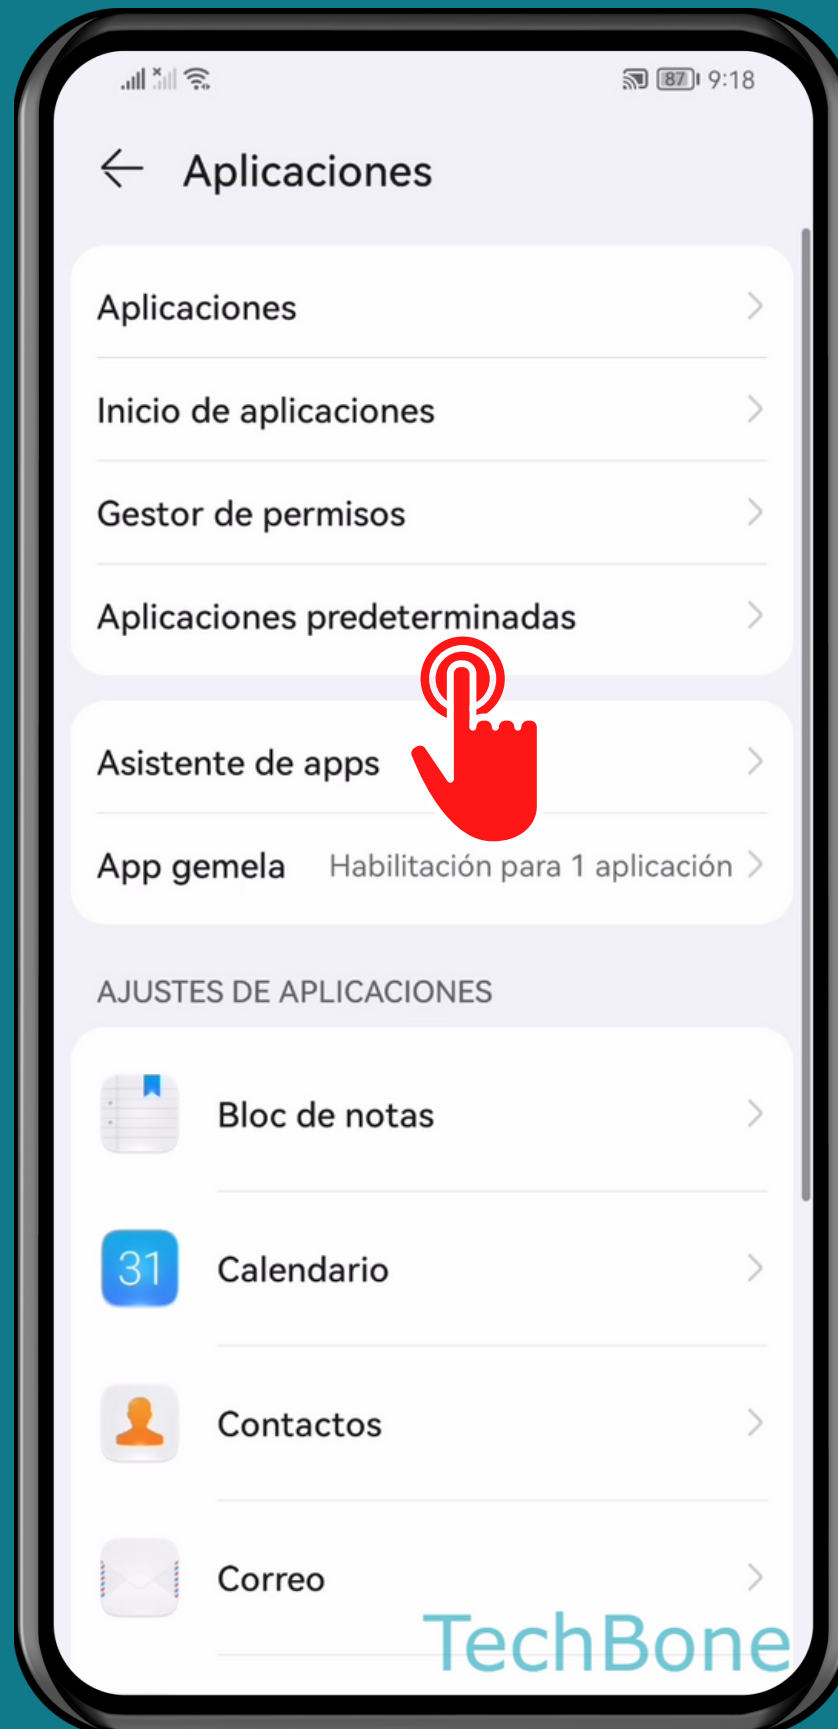 87 9:18
Aplicaciones
Aplicaciones
Inicio de aplicaciones
Gestor de permisos
Aplicaciones predeterminadas
Asistente de apps
App gemela Habilitación para 1 aplicación
AJUSTES DE APLICACIONES
Bloc de notas
31 Calendario
Contactos
Correo
TechBone